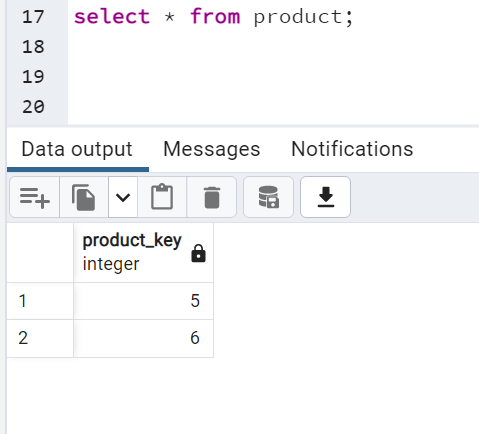 17 select * from product;
18
19
20
Data output Messages Notifications
product_key
integer
1 5
2 6